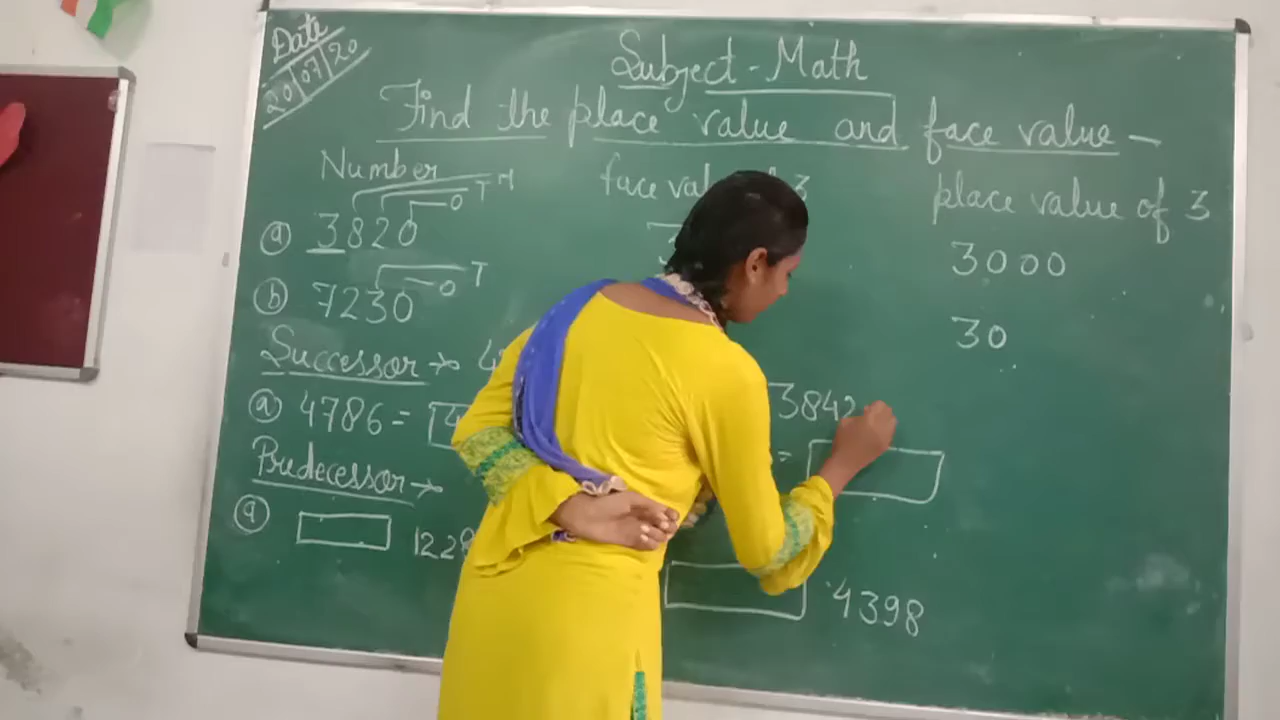 Date
20 07 20
Subject - Math
Find the place value and face value -
Number face 3 place value of 3
T H
O
ⓐ 3820 3000
T
O
ⓑ 7230 30
Successor →
3842
ⓐ 4786 = =
Predecessor →
ⓐ 1228 4398